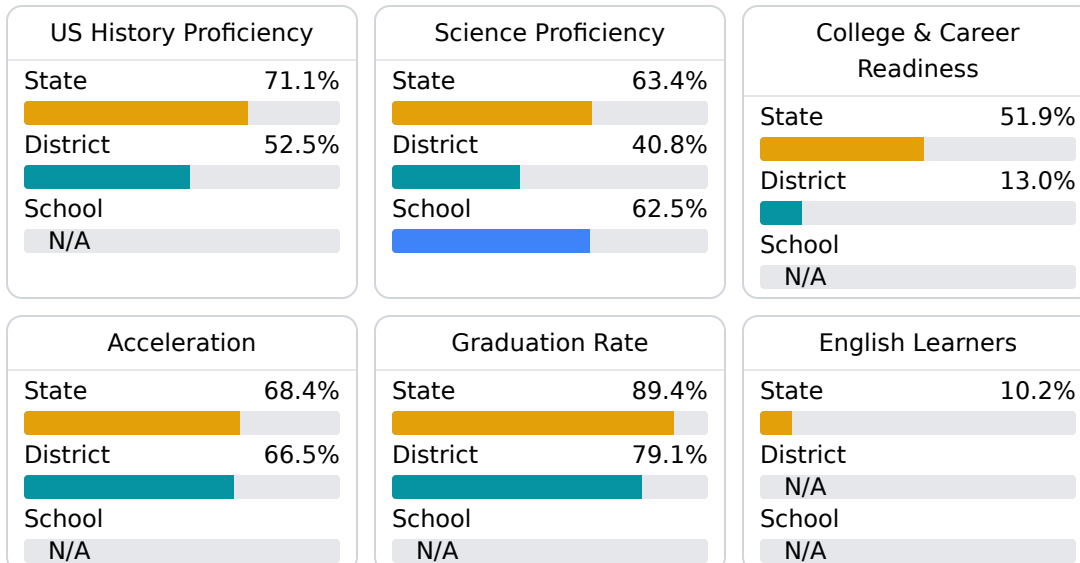 US History Proficiency
State 71.1%
District 52.5%
School
N/A
Science Proficiency
State 63.4%
District 40.8%
School 62.5%
College & Career
Readiness
State 51.9%
District 13.0%
School
N/A
Acceleration
State 68.4%
District 66.5%
School
N/A
Graduation Rate
State 89.4%
District 79.1%
School
N/A
English Learners
State 10.2%
District
N/A
School
N/A